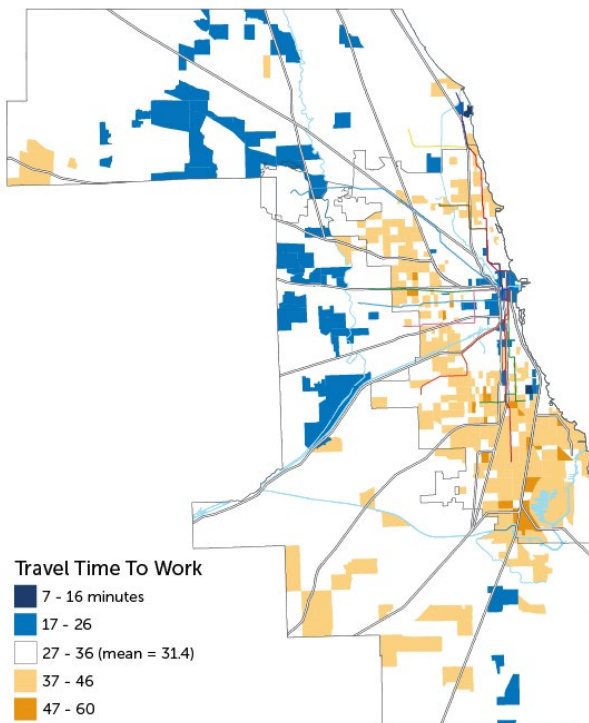 Travel Time To Work
7 - 16 minutes
17 - 26
27 - 36 (mean = 31.4)
37 - 46
47 - 60